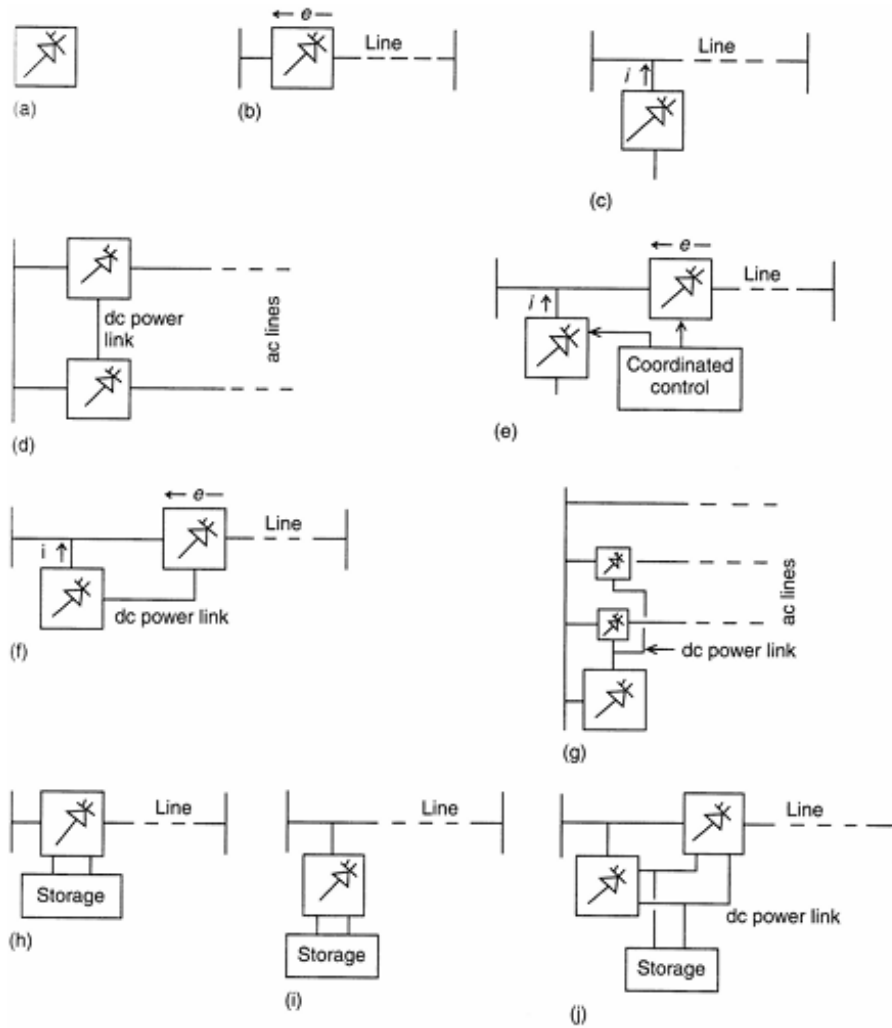 (a)
← e —
Line
(b)
i ↑
Line
(c)
dc power
link
ac lines
(d)
← e —
Line
i ↑
Coordinated
control
(e)
← e —
Line
i ↑
dc power link
(f)
ac lines
dc power link
(g)
Line
Storage
(h)
Line
Storage
(i)
Line
dc power link
Storage
(j)